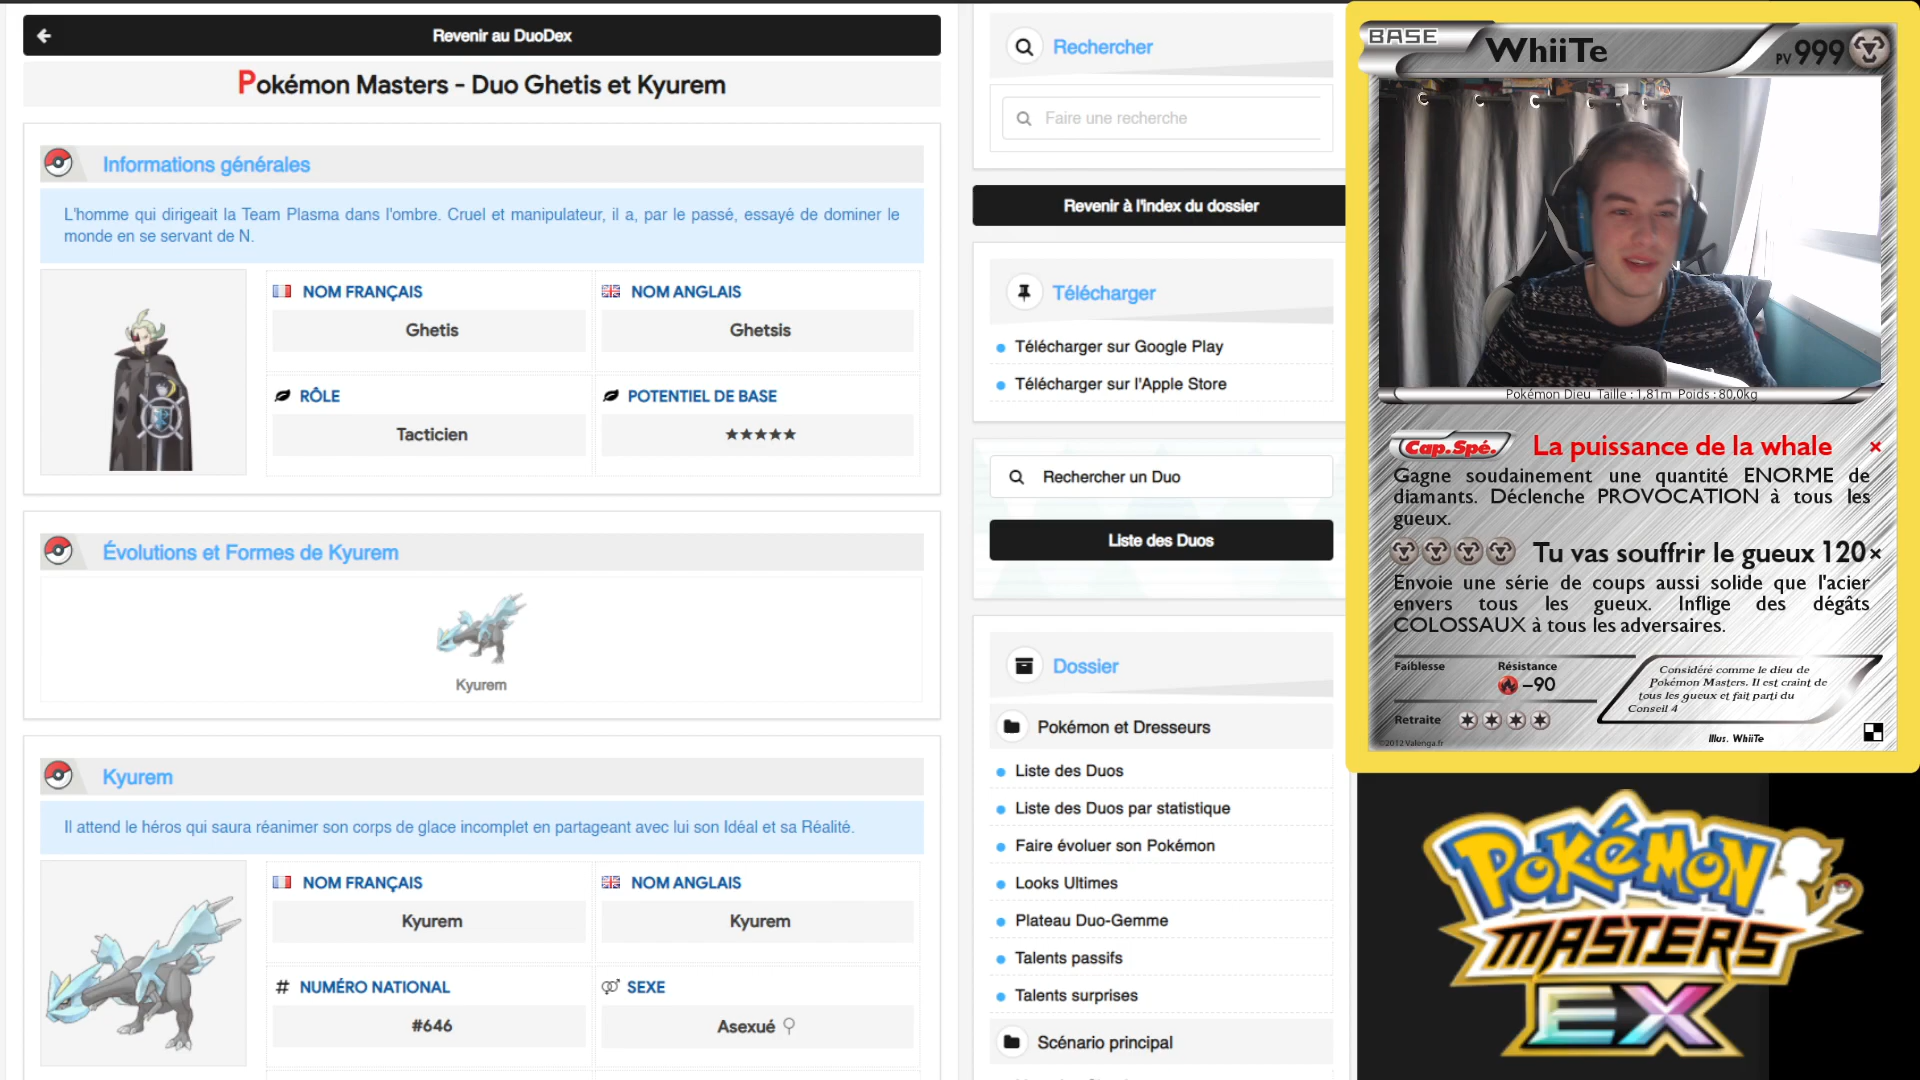 Revenir au DuoDex
Pokémon Masters - Duo Ghetis et Kyurem
Informations générales
L'homme qui dirigeait la Team Plasma dans l'ombre. Cruel et manipulateur, il a, par le passé, essayé de dominer le
monde en se servant de N.
NOM FRANÇAIS
Ghetis
NOM ANGLAIS
Ghetsis
RÔLE
Tacticien
POTENTIEL DE BASE
★★★★★
Évolutions et Formes de Kyurem
Kyurem
Kyurem
Il attend le héros qui saura réanimer son corps de glace incomplet en partageant avec lui son Idéal et sa Réalité.
NOM FRANÇAIS
Kyurem
NOM ANGLAIS
Kyurem
# NUMÉRO NATIONAL
#646
SEXE
Asexué
Rechercher
Faire une recherche
Revenir à l'index du dossier
Télécharger
Télécharger sur Google Play
Télécharger sur l'Apple Store
Rechercher un Duo
Liste des Duos
Dossier
Pokémon et Dresseurs
Liste des Duos
Liste des Duos par statistique
Faire évoluer son Pokémon
Looks Ultimes
Plateau Duo-Gemme
Talents passifs
Talents surprises
Scénario principal
BASE
WhiiTe
PV 999
Pokémon Dieu Taille : 1,81m Poids : 80,0kg
Cap.Spé. La puissance de la whale ×
Gagne soudainement une quantité ENORME de
diamants. Déclenche PROVOCATION à tous les
gueux.
Tu vas souffrir le gueux 120×
Envoie une série de coups aussi solide que l'acier
envers tous les gueux. Inflige des dégâts
COLOSSAUX à tous les adversaires.
Faiblesse
Résistance
-90
Retraite
Considéré comme le dieu de
Pokémon Masters. Il est craint de
tous les gueux et fait parti du
Conseil 4
Illus. WhiiTe
©2012 Valenga.fr
POKÉMON
MASTERS
EX